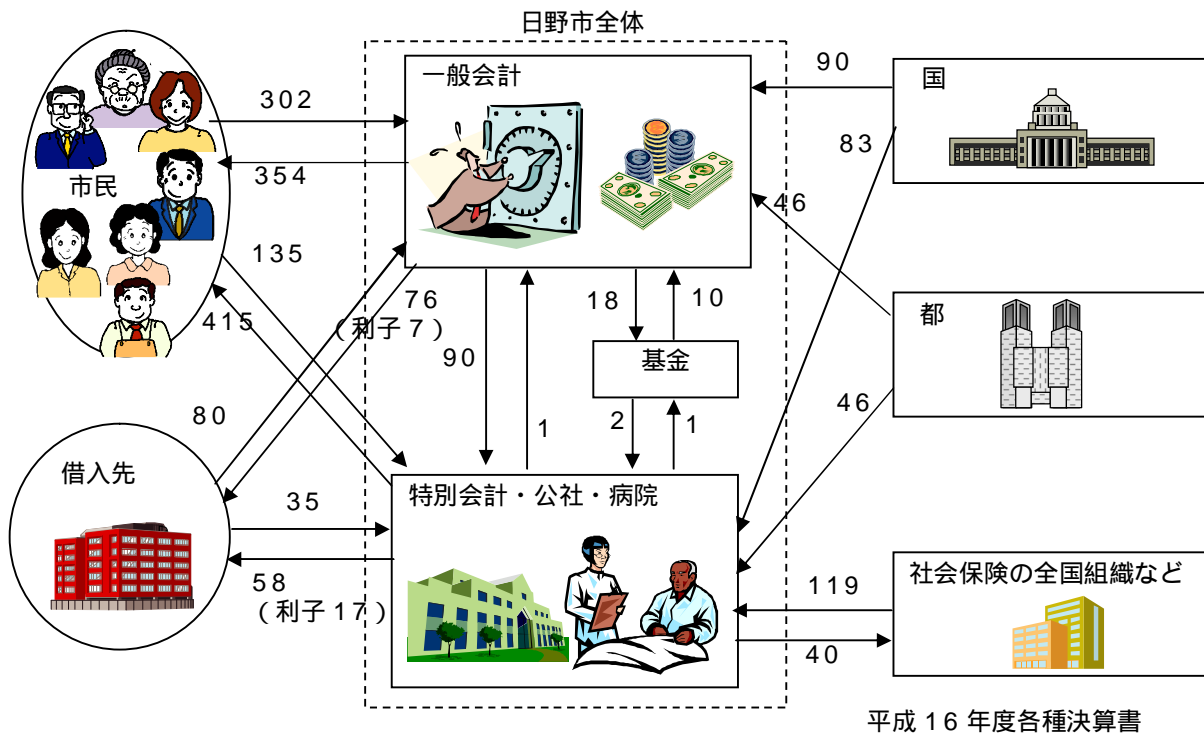 日野市全体
一般会計
90
国
302
83
354
市民
46
135
都
76
(利子7)
18
10
415
90
基金
80
1
2
1
46
借入先
35
特別会計・公社・病院
58
(利子17)
119
社会保険の全国組織など
40
平成16年度各種決算書